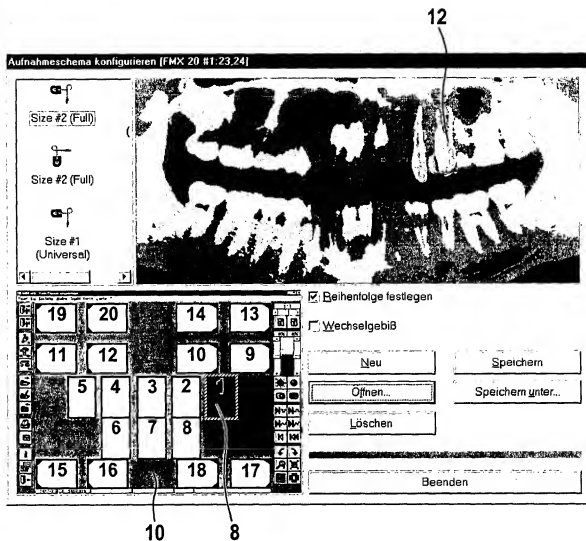 12
Aufnahmeschema konfigurieren [FMX 20 #1:23,24]
Size #2 (Full)
Size #2 (Full)
Size #1
(Universal)
Reihenfolge festlegen
Wechselgebiß
Neu
Speichern
Öffnen...
Speichern unter...
Löschen
Beenden
19 20 14 13
11 12 10 9
5 4 3 2
6 7 8
15 16 18 17
10
8